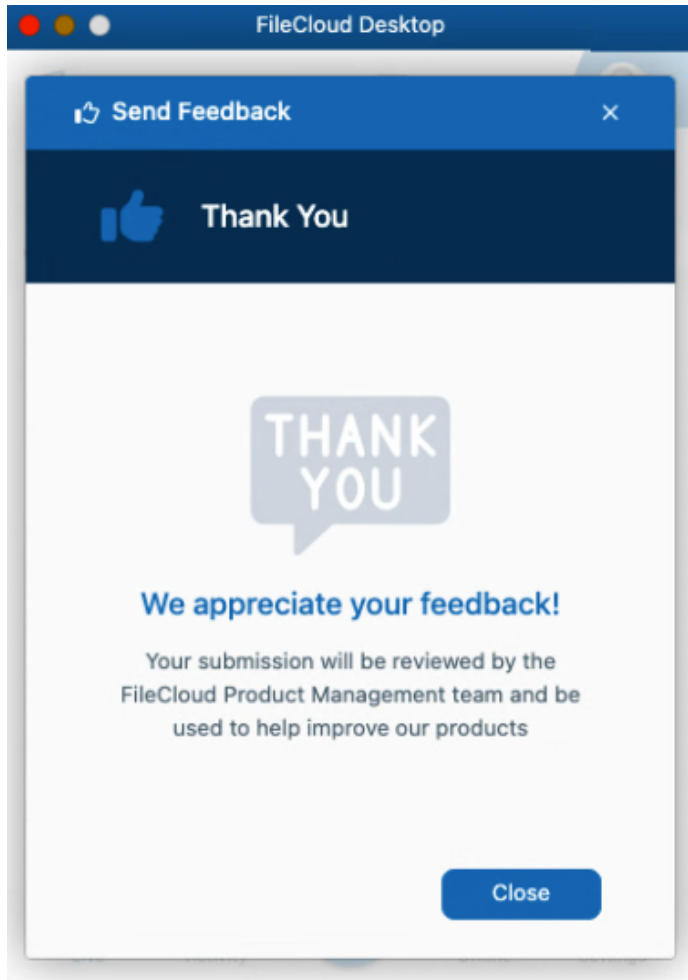 FileCloud Desktop
Send Feedback
Thank You
THANK
YOU
We appreciate your feedback!
Your submission will be reviewed by the
FileCloud Product Management team and be
used to help improve our products
Close